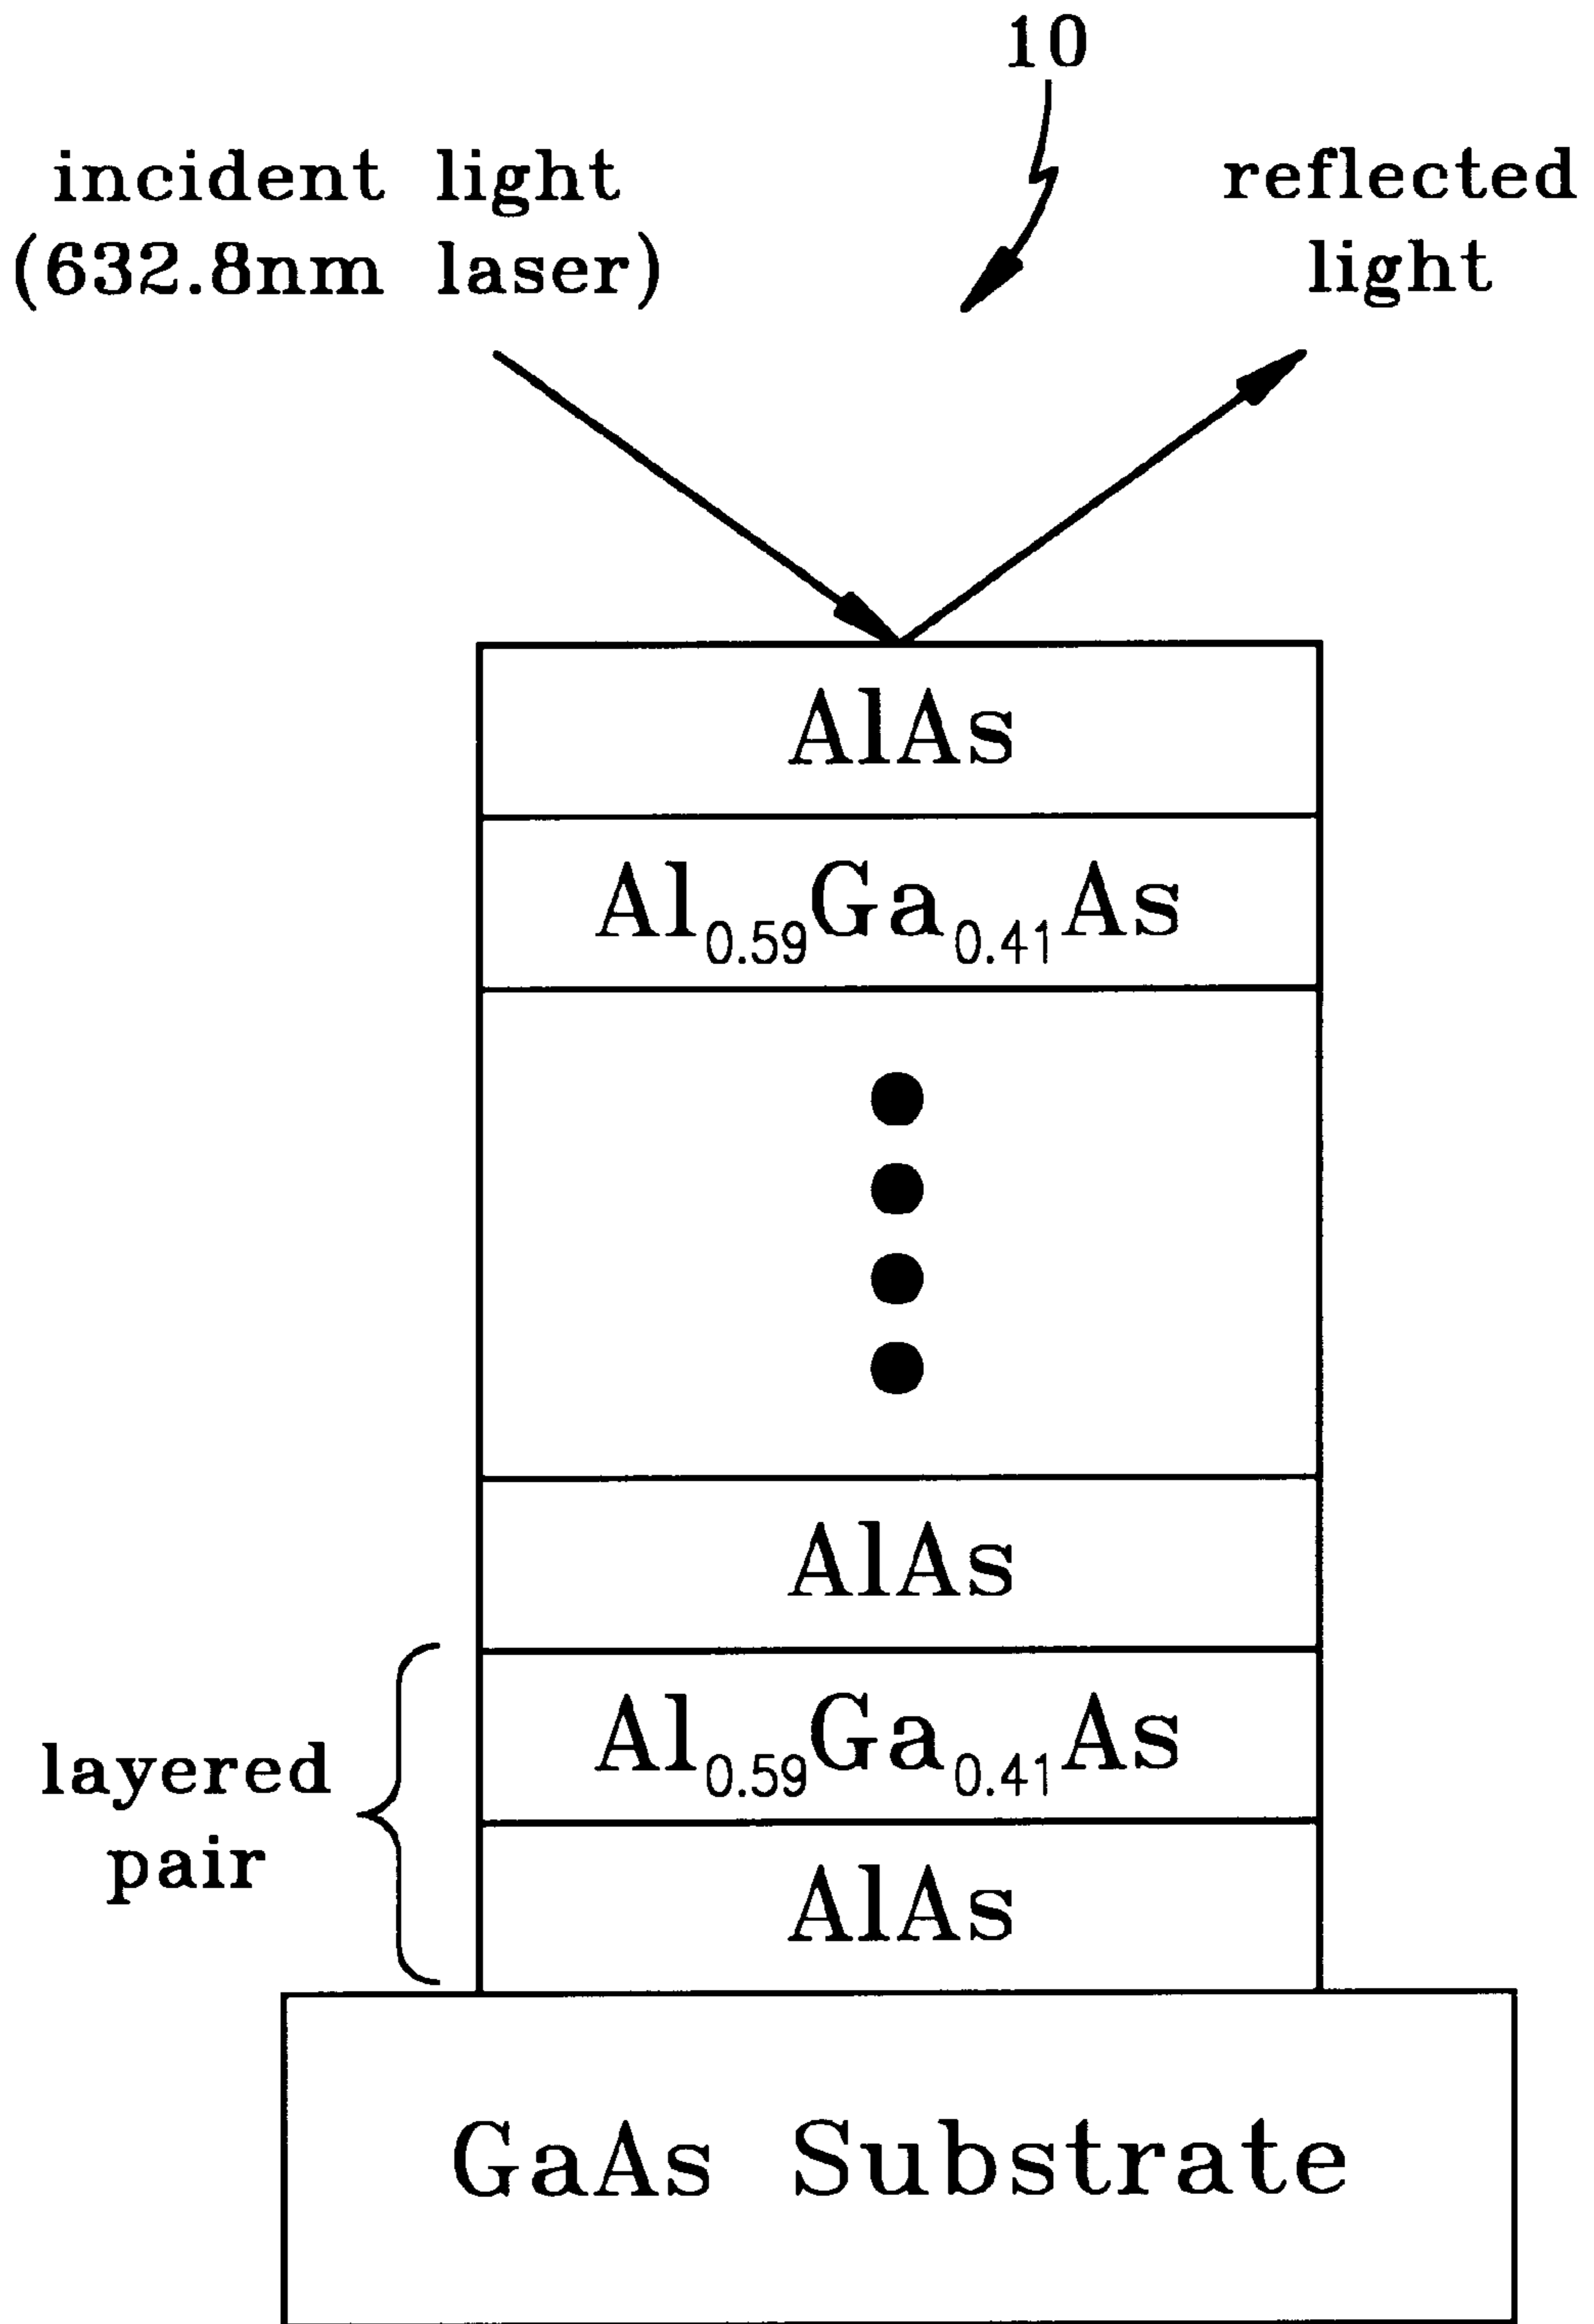 10
incident light
(632.8nm laser)
reflected
light
AlAs
Al0.59Ga0.41As
AlAs
Al0.59Ga0.41As
layered
pair
AlAs
GaAs Substrate